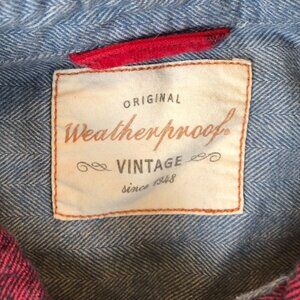 ORIGINAL
Weatherproof®
VINTAGE
since 1948